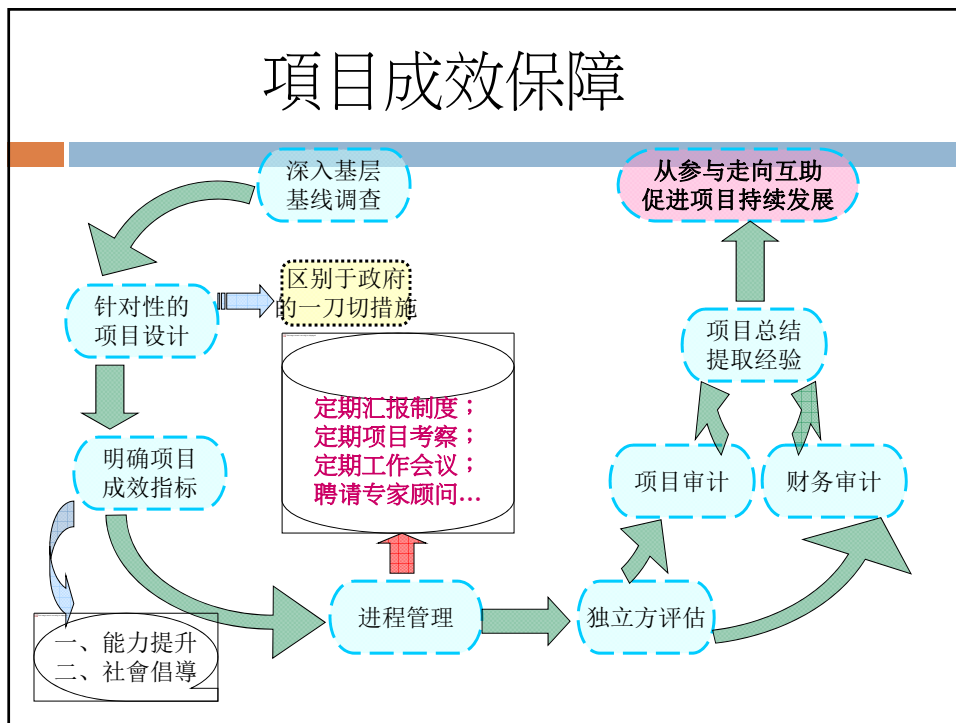 項目成效保障
深入基层
基线调查
针对性的
项目设计
区别于政府
的一刀切措施
明确项目
成效指标
一、能力提升
二、社會倡導
定期汇报制度；
定期项目考察；
定期工作会议；
聘请专家顾问...
进程管理
独立方评估
项目审计
财务审计
项目总结
提取经验
从参与走向互助
促进项目持续发展